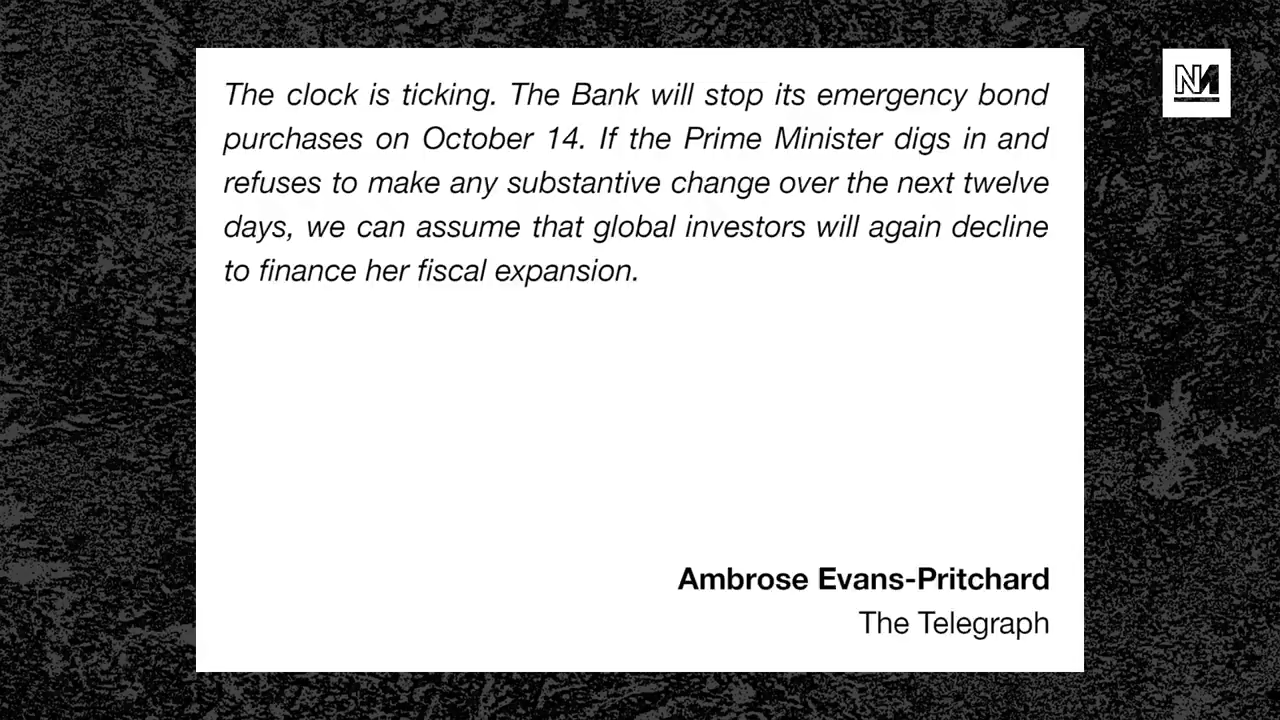 The clock is ticking. The Bank will stop its emergency bond
purchases on October 14. If the Prime Minister digs in and
refuses to make any substantive change over the next twelve
days, we can assume that global investors will again decline
to finance her fiscal expansion.
Ambrose Evans-Pritchard
The Telegraph
NM